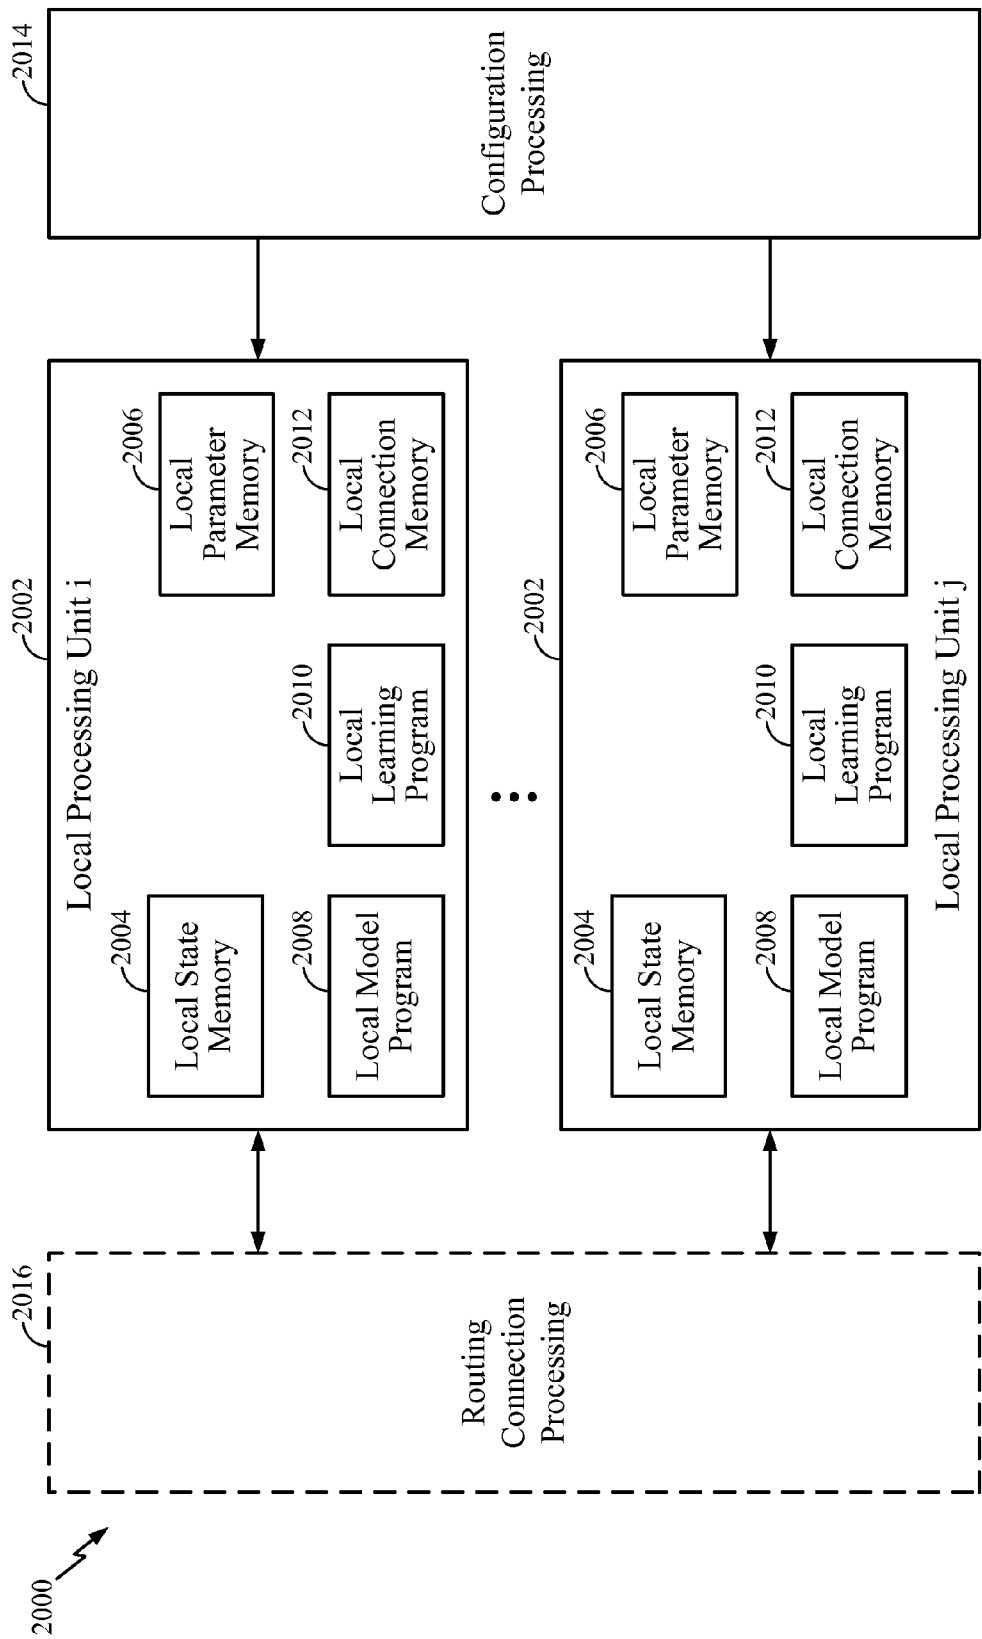 2000
2016
Routing
Connection
Processing
2002
Local Processing Unit i
2004
Local State
Memory
2006
Local
Parameter
Memory
2008
Local Model
Program
2010
Local
Learning
Program
2012
Local
Connection
Memory
2002
2004
Local State
Memory
2006
Local
Parameter
Memory
2008
Local Model
Program
2010
Local
Learning
Program
2012
Local
Connection
Memory
Local Processing Unit j
2014
Configuration
Processing